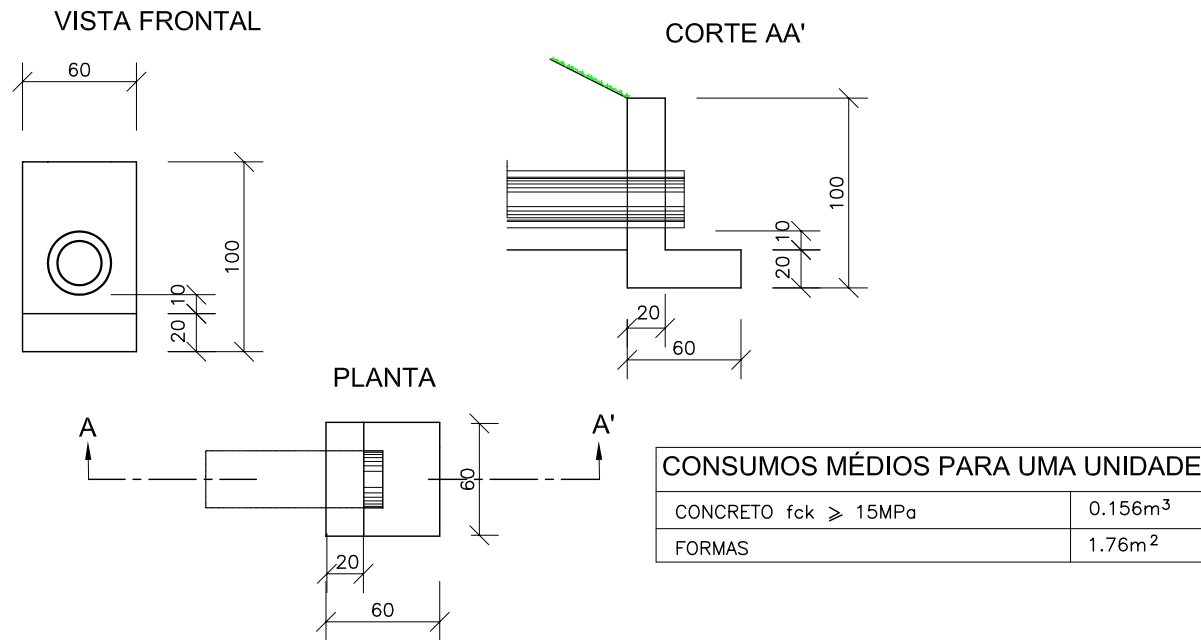 VISTA FRONTAL
60
100
10
20
CORTE AA'
100
10
20
20
60
PLANTA
A
A'
60
20
60
CONSUMOS MÉDIOS PARA UMA UNIDADE
CONCRETO fck ⩾ 15MPa 0.156m³
FORMAS 1.76m²